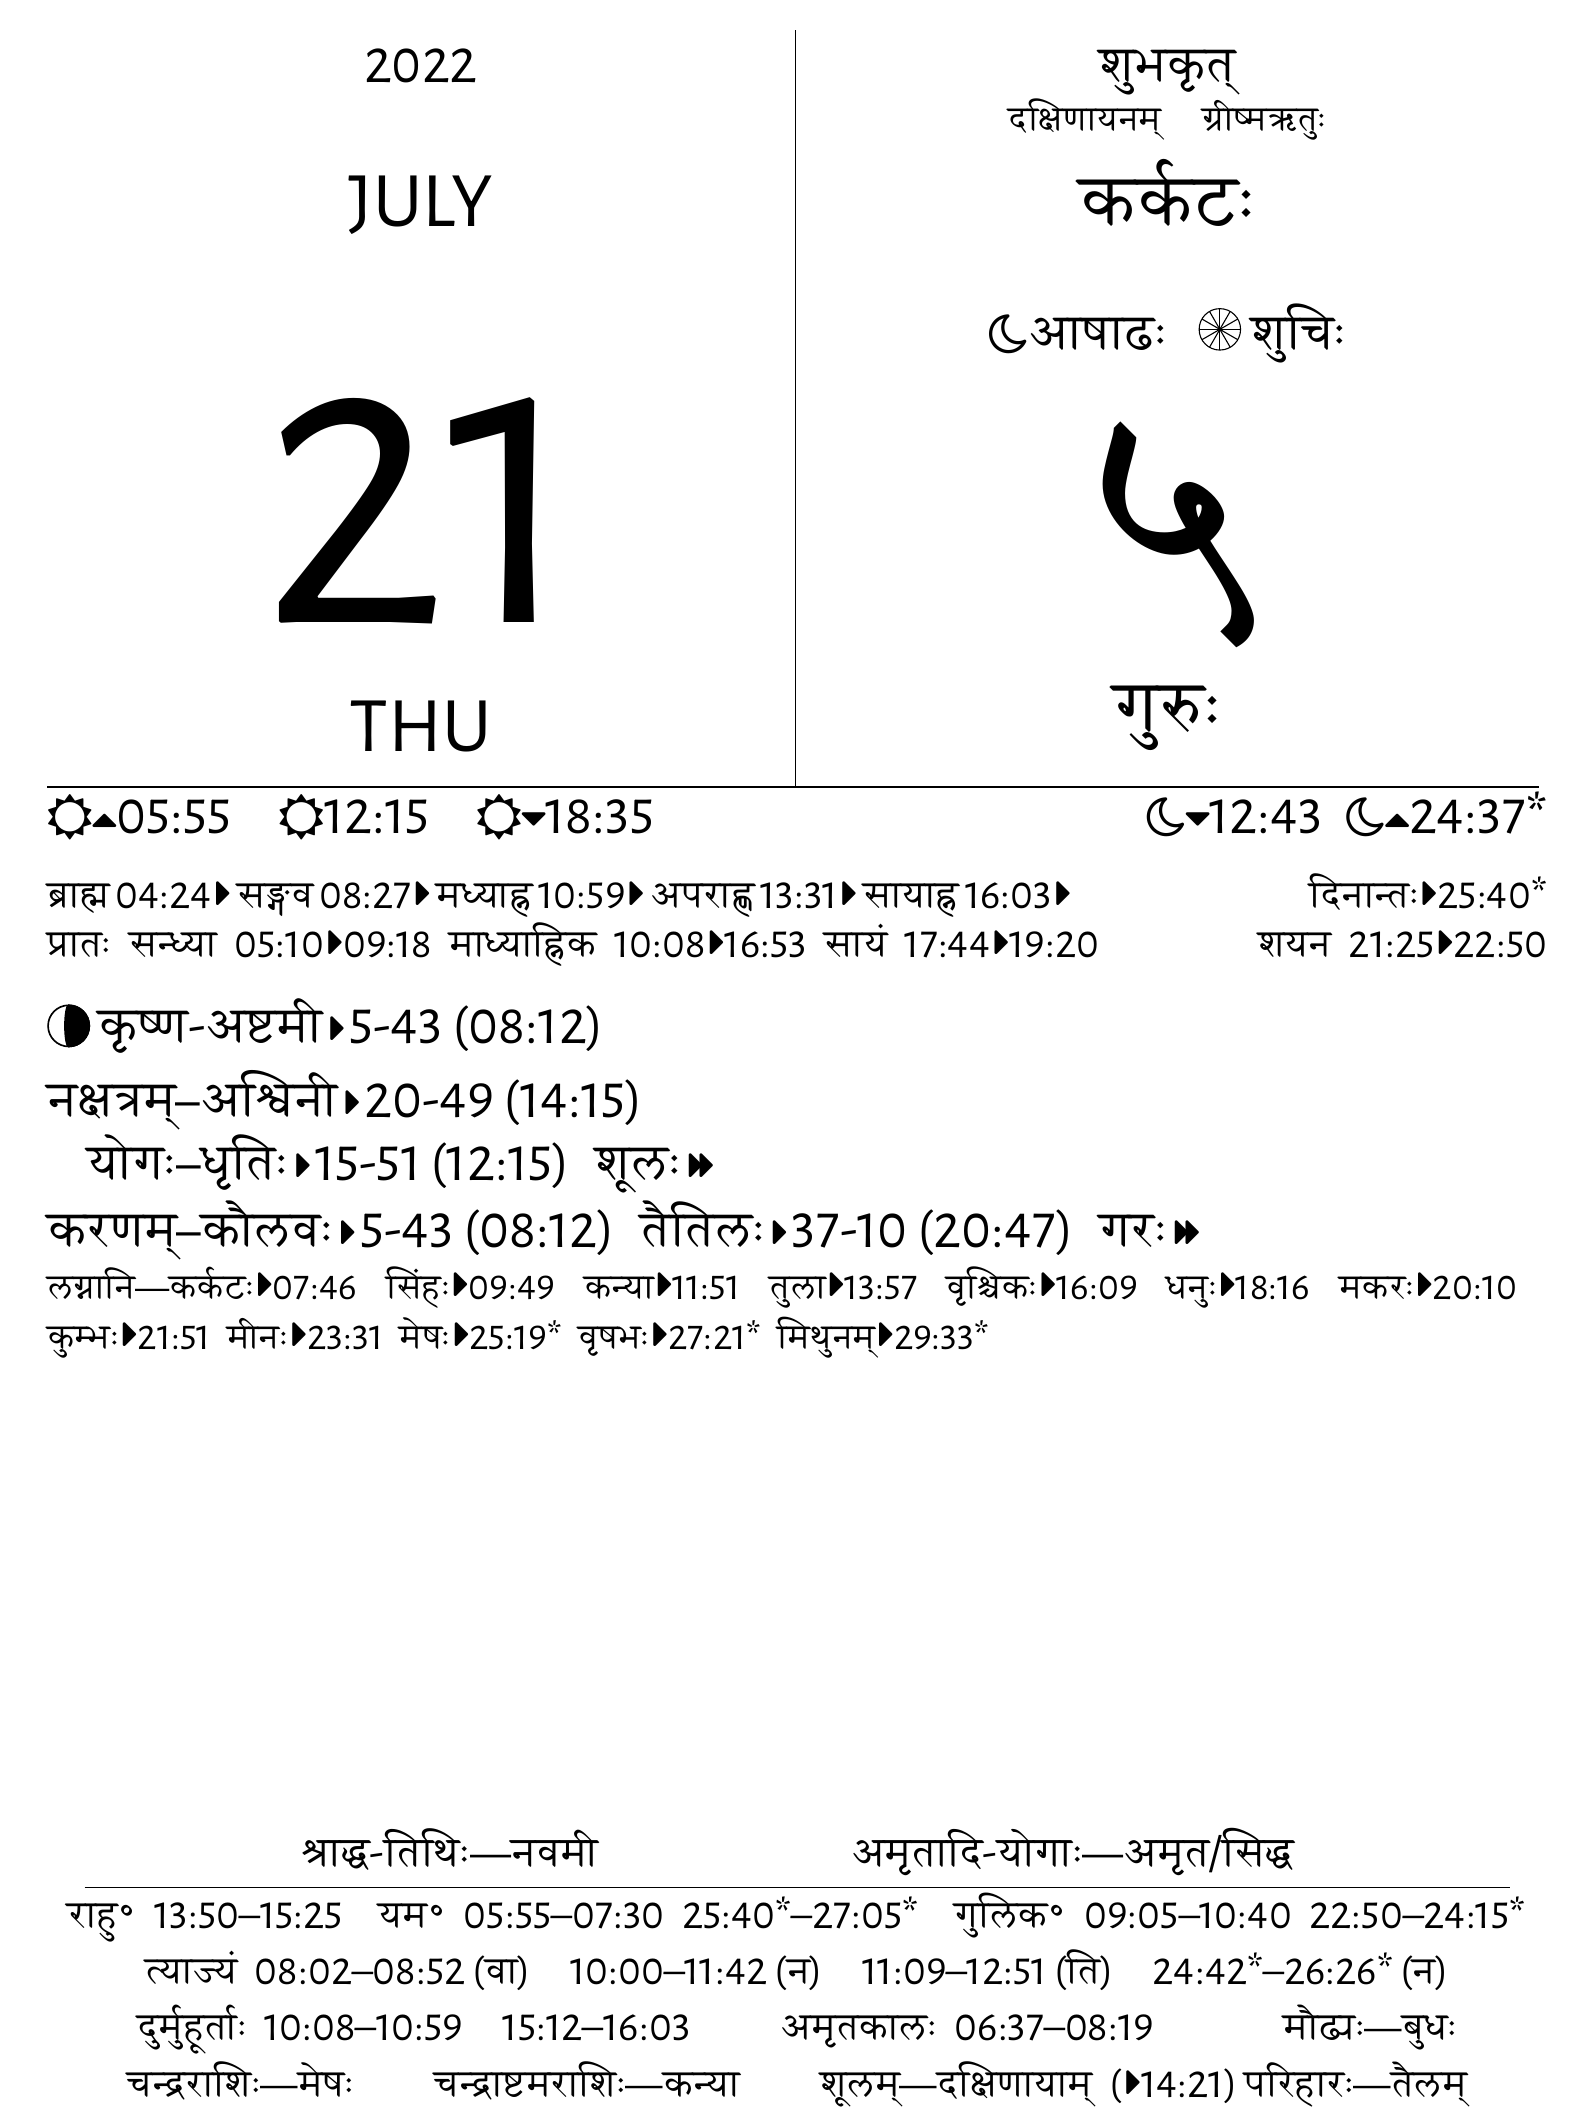 2022
JULY
21
THU
शुभकृत्
दक्षिणायनम् ग्रीष्मऋतुः
कर्कटः
आषाढः शुचिः
५
गुरुः
05:55 12:15 18:35 12:43 24:37*
ब्राह्म 04:24 सङ्गव 08:27 मध्याह्न 10:59 अपराह्ण 13:31 सायाह्न 16:03 दिनान्तः 25:40*
प्रातः सन्ध्या 05:10 09:18 माध्याह्निक 10:08 16:53 सायं 17:44 19:20 शयन 21:25 22:50
कृष्ण-अष्टमी 5-43 (08:12)
नक्षत्रम्–अश्विनी 20-49 (14:15)
योगः–धृतिः 15-51 (12:15) शूलः
करणम्–कौलवः 5-43 (08:12) तैतिलः 37-10 (20:47) गरः
लग्नानि—कर्कटः 07:46 सिंहः 09:49 कन्या 11:51 तुला 13:57 वृश्चिकः 16:09 धनुः 18:16 मकरः 20:10
कुम्भः 21:51 मीनः 23:31 मेषः 25:19* वृषभः 27:21* मिथुनम् 29:33*
श्राद्ध-तिथिः—नवमी अमृतादि-योगाः—अमृत/सिद्ध
राहु॰ 13:50–15:25 यम॰ 05:55–07:30 25:40*–27:05* गुलिक॰ 09:05–10:40 22:50–24:15*
त्याज्यं 08:02–08:52 (वा) 10:00–11:42 (न) 11:09–12:51 (ति) 24:42*–26:26* (न)
दुर्मुहूर्ताः 10:08–10:59 15:12–16:03 अमृतकालः 06:37–08:19 मौढ्यः—बुधः
चन्द्रराशिः—मेषः चन्द्राष्टमराशिः—कन्या शूलम्—दक्षिणायाम् (14:21) परिहारः—तैलम्